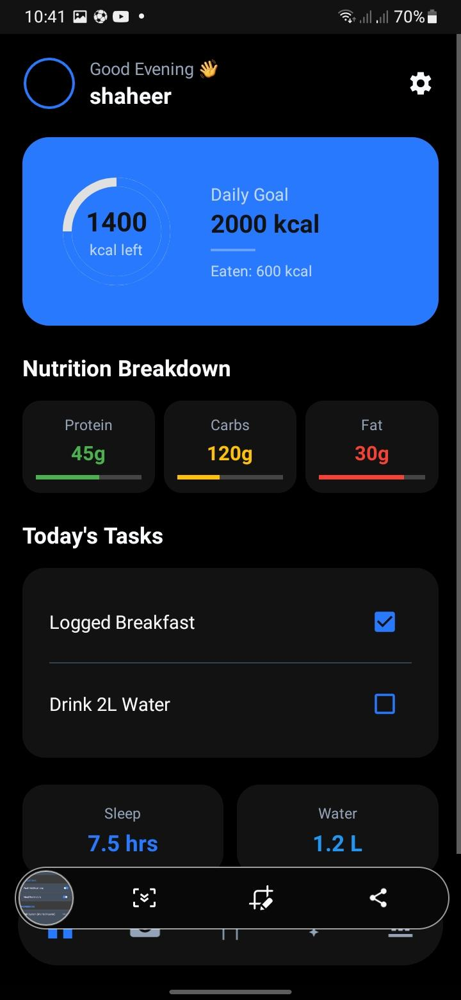 10:41
70%
Good Evening 👋
shaheer
1400
kcal left
Daily Goal
2000 kcal
Eaten: 600 kcal
Nutrition Breakdown
Protein
45g
Carbs
120g
Fat
30g
Today's Tasks
Logged Breakfast
Drink 2L Water
Sleep
7.5 hrs
Water
1.2 L